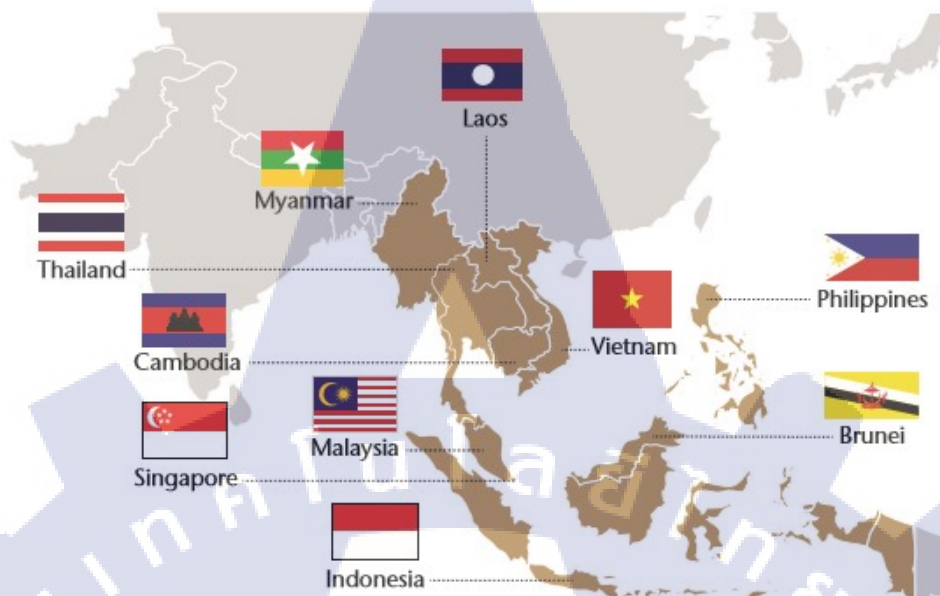 Laos
Myanmar
Thailand
Philippines
Cambodia
Vietnam
Malaysia
Brunei
Singapore
Indonesia